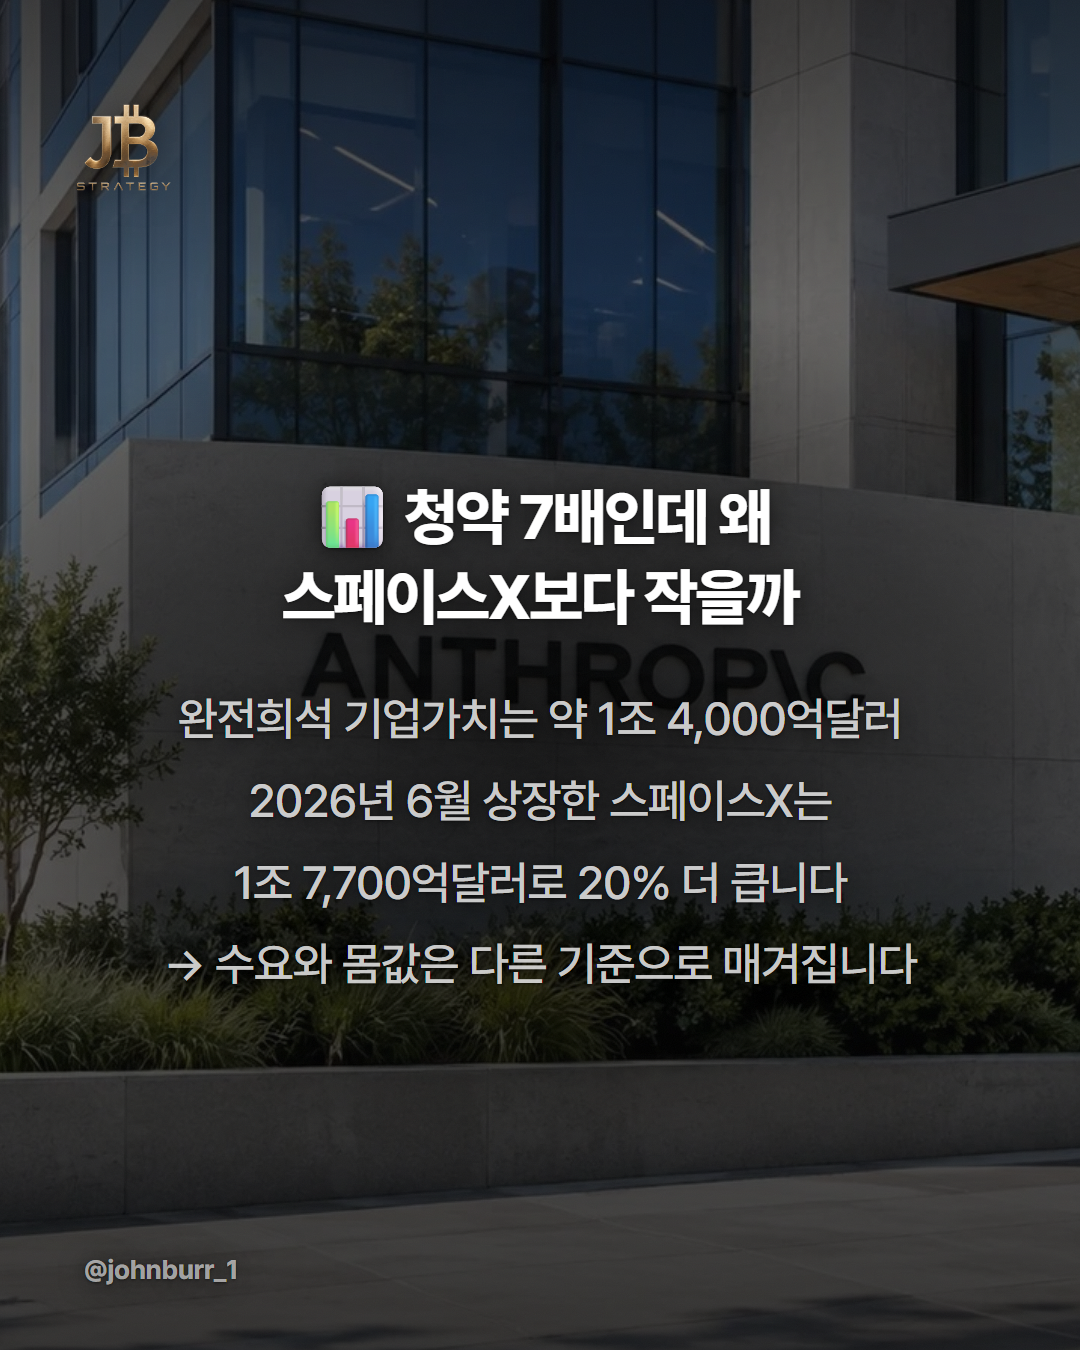 JB
STRATEGY
📊 청약 7배인데 왜
스페이스X보다 작을까
ANTHROP\C
완전희석 기업가치는 약 1조 4,000억달러
2026년 6월 상장한 스페이스X는
1조 7,700억달러로 20% 더 큽니다
→ 수요와 몸값은 다른 기준으로 매겨집니다
@johnburr_1